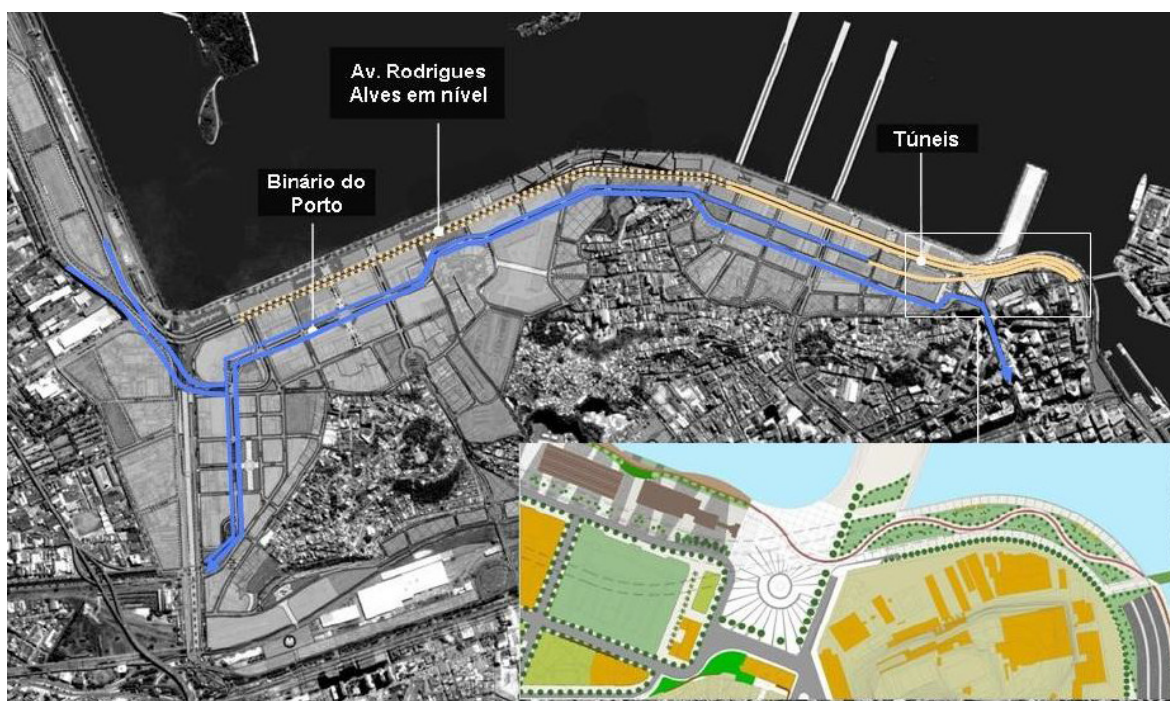 Av. Rodrigues
Alves em nível
Túneis
Binário do
Porto